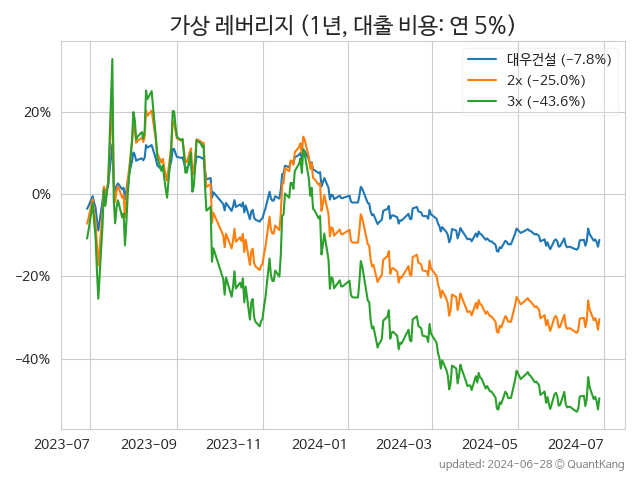 가상 레버리지 (1년, 대출 비용: 연 5%)
대우건설 (−7.8%)
2x (−25.0%)
3x (−43.6%)
20%
0%
−20%
−40%
2023-07 2023-09 2023-11 2024-01 2024-03 2024-05 2024-07
updated: 2024-06-28 © QuantKang